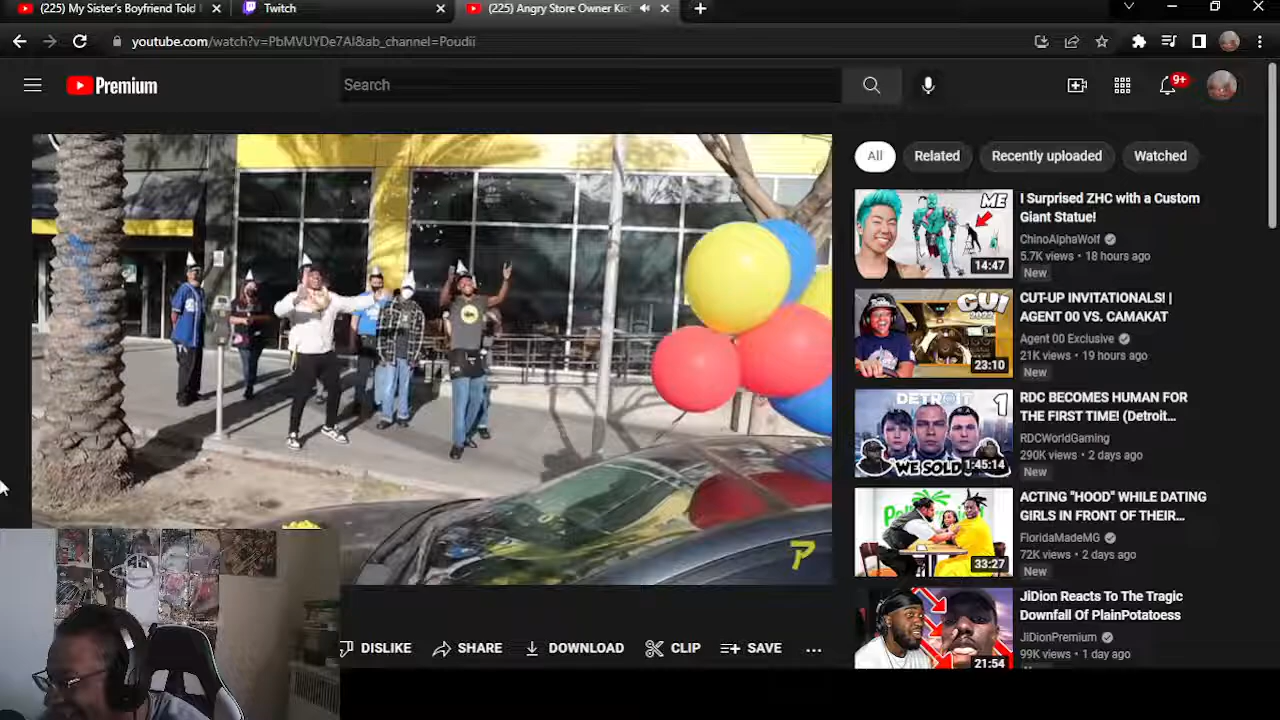 (225) My Sister's Boyfriend Told I
Twitch
(225) Angry Store Owner Kic
youtube.com/watch?v=PbMVUYDe7AI&ab_channel=Poudii
Premium
Search
9+
All
Related
Recently uploaded
Watched
ME
14:47
I Surprised ZHC with a Custom
Giant Statue!
ChinoAlphaWolf
5.7K views • 18 hours ago
New
CUI
2022
23:10
CUT-UP INVITATIONALS! |
AGENT 00 VS. CAMAKAT
Agent 00 Exclusive
21K views • 19 hours ago
New
DETROIT
1
WE SOLD
1:45:14
RDC BECOMES HUMAN FOR
THE FIRST TIME! (Detroit...
RDCWorldGaming
290K views • 2 days ago
New
33:27
ACTING "HOOD" WHILE DATING
GIRLS IN FRONT OF THEIR...
FloridaMadeMG
72K views • 2 days ago
New
21:54
JiDion Reacts To The Tragic
Downfall Of PlainPotatoess
JiDionPremium
99K views • 1 day ago
P
DISLIKE
SHARE
DOWNLOAD
CLIP
SAVE
...